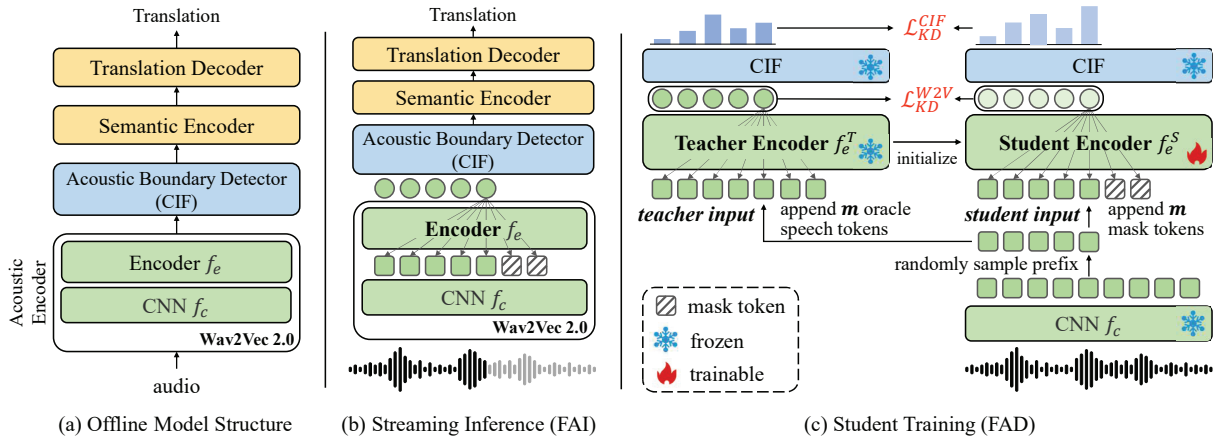 Translation
Translation Decoder
Semantic Encoder
Acoustic Boundary Detector
(CIF)
Acoustic
Encoder
Encoder f_e
CNN f_c
Wav2Vec 2.0
audio
(a) Offline Model Structure
Translation
Translation Decoder
Semantic Encoder
Acoustic Boundary Detector
(CIF)
Encoder f_e
CNN f_c
Wav2Vec 2.0
(b) Streaming Inference (FAI)
CIF
L_KD^CIF
CIF
L_KD^W2V
Teacher Encoder f_e^T
initialize
Student Encoder f_e^S
teacher input
append m oracle
speech tokens
student input
append m
mask tokens
randomly sample prefix
CNN f_c
mask token
frozen
trainable
(c) Student Training (FAD)